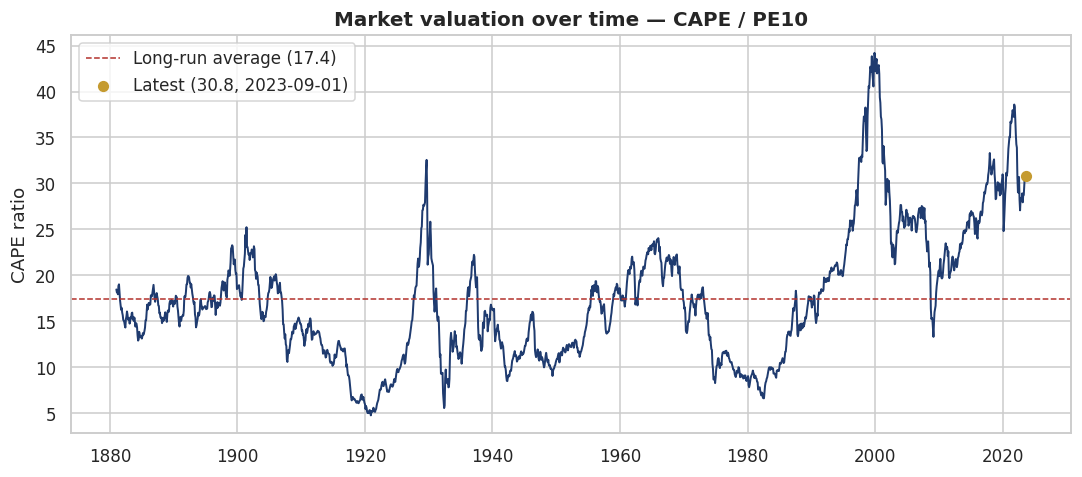 Market valuation over time — CAPE / PE10
Long-run average (17.4)
Latest (30.8, 2023-09-01)
CAPE ratio
45
40
35
30
25
20
15
10
5
1880 1900 1920 1940 1960 1980 2000 2020